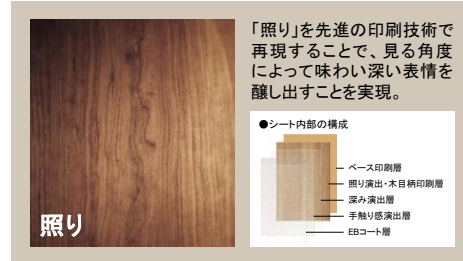 「照り」を先進の印刷技術で
再現することで、見る角度
によって味わい深い表情を
醸し出すことを実現。
●シート内部の構成
ベース印刷層
照り演出・木目柄印刷層
深み演出層
手触り感演出層
EBコート層
照り